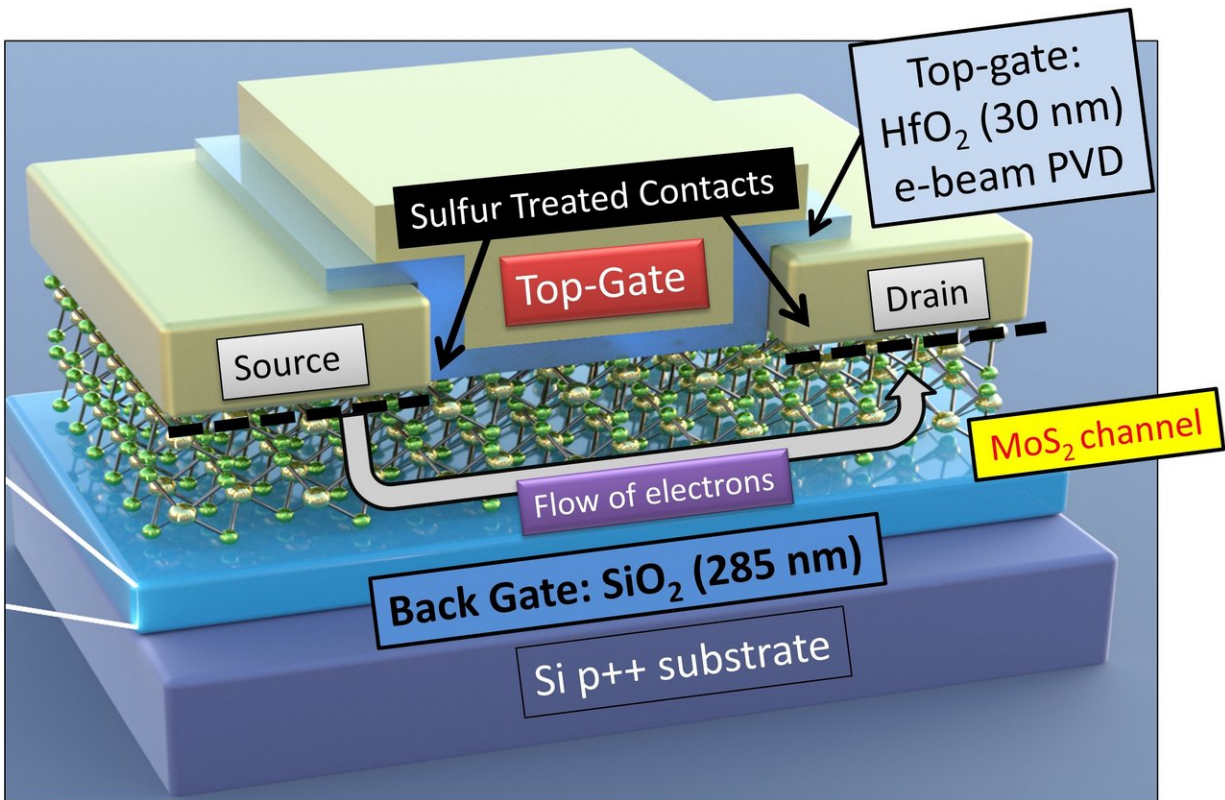 Top-gate:
HfO₂ (30 nm)
e-beam PVD
Sulfur Treated Contacts
Top-Gate
Drain
Source
MoS₂ channel
Flow of electrons
Back Gate: SiO₂ (285 nm)
Si p++ substrate